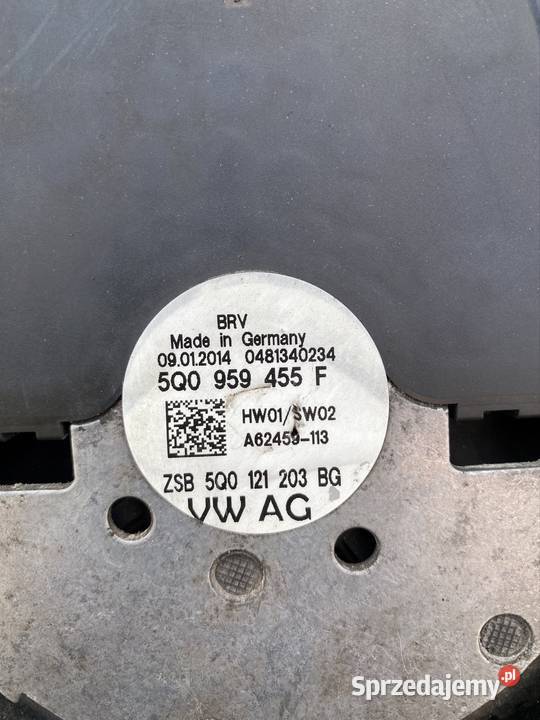 BRV
Made in Germany
09.01.2014 0481340234
5Q0 959 455 F
HW01/SW02
A62459-113
ZSB 5Q0 121 203 BG
VW AG
Sprzedajemy.pl